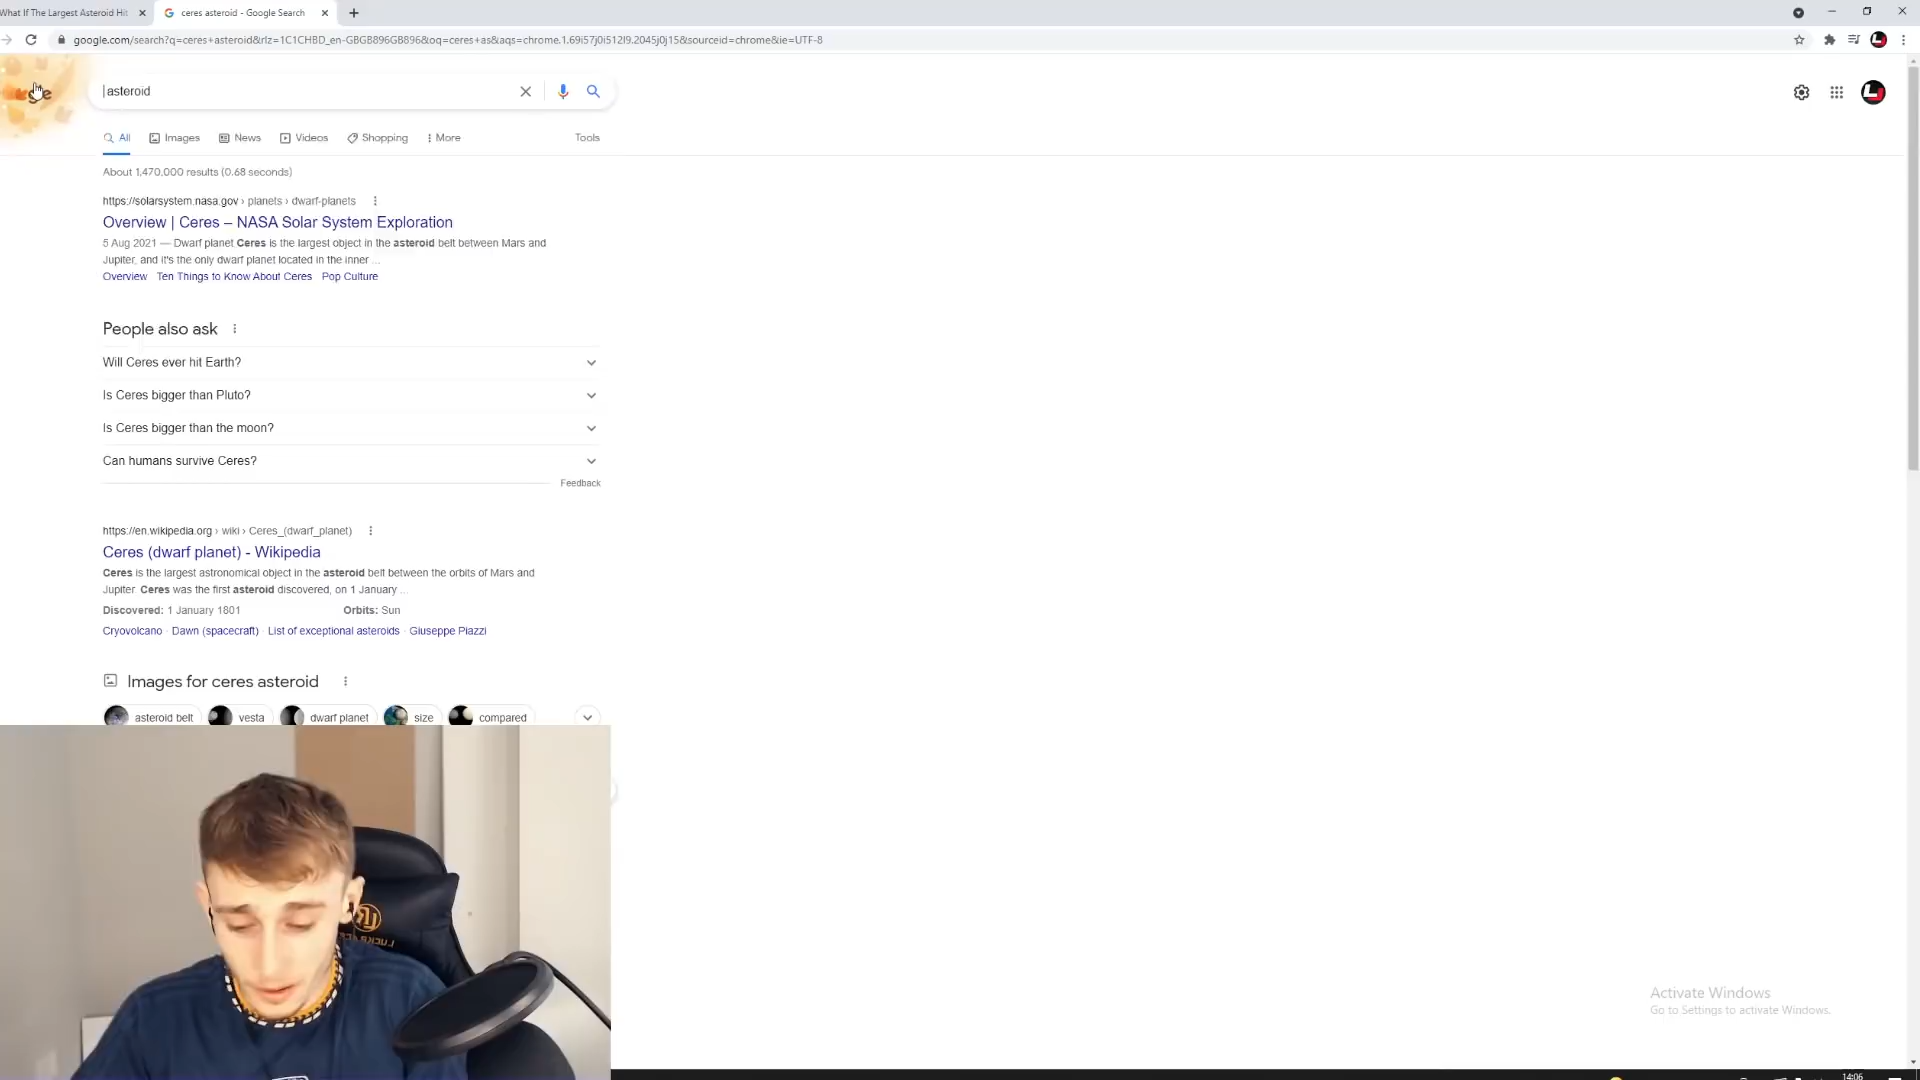 What If The Largest Asteroid Hit
ceres asteroid - Google Search
google.com/search?q=ceres+asteroid&rlz=1C1CHBD_en-GBGB896GB896&oq=ceres+as&aqs=chrome.1.69i57j0i512l9.2045j0j15&sourceid=chrome&ie=UTF-8
asteroid
All Images News Videos Shopping More Tools
About 1,470,000 results (0.68 seconds)
https://solarsystem.nasa.gov › planets › dwarf-planets
Overview | Ceres – NASA Solar System Exploration
5 Aug 2021 — Dwarf planet Ceres is the largest object in the asteroid belt between Mars and
Jupiter, and it's the only dwarf planet located in the inner ...
Overview Ten Things to Know About Ceres Pop Culture
People also ask
Will Ceres ever hit Earth?
Is Ceres bigger than Pluto?
Is Ceres bigger than the moon?
Can humans survive Ceres?
Feedback
https://en.wikipedia.org › wiki › Ceres_(dwarf_planet)
Ceres (dwarf planet) - Wikipedia
Ceres is the largest astronomical object in the asteroid belt between the orbits of Mars and
Jupiter. Ceres was the first asteroid discovered, on 1 January ...
Discovered: 1 January 1801 Orbits: Sun
Cryovolcano · Dawn (spacecraft) · List of exceptional asteroids · Giuseppe Piazzi
Images for ceres asteroid
asteroid belt vesta dwarf planet size compared
Activate Windows
Go to Settings to activate Windows.
14:06